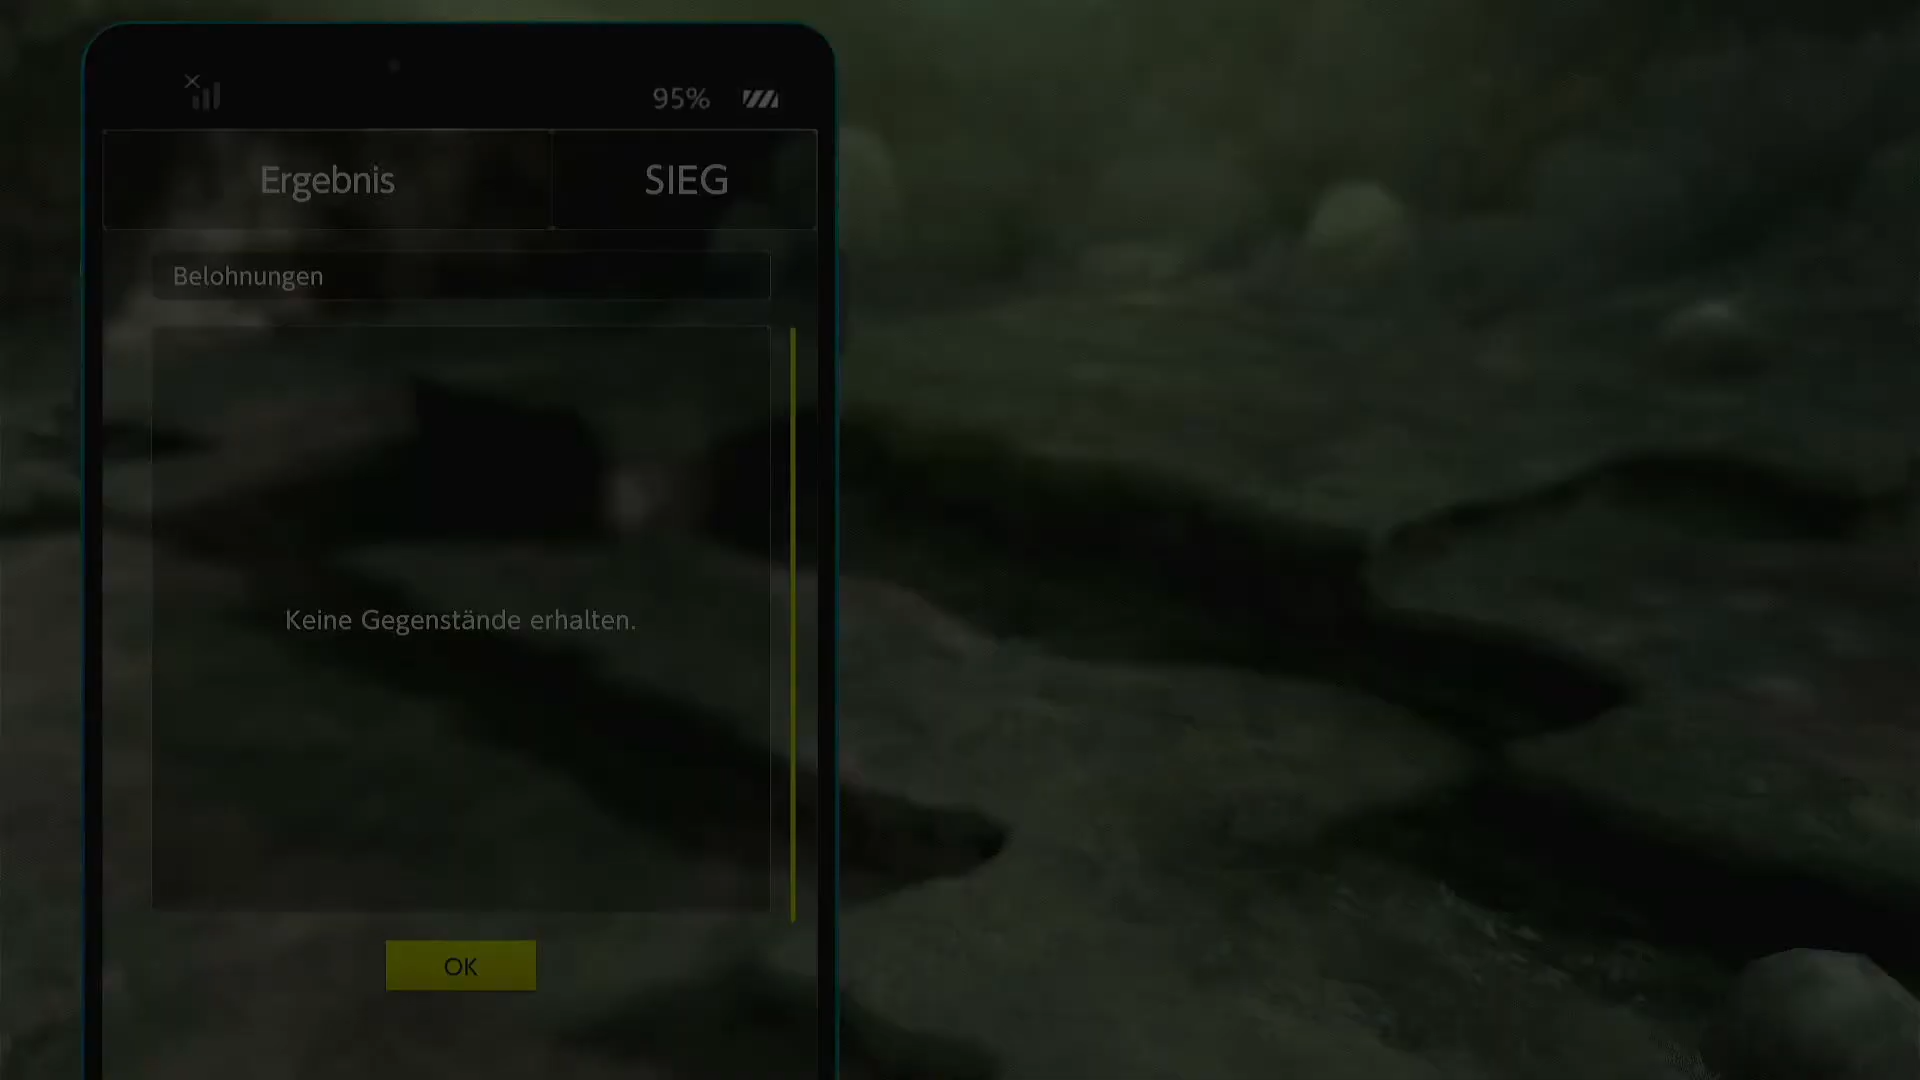 95%
Ergebnis
SIEG
Belohnungen
Keine Gegenstände erhalten.
OK